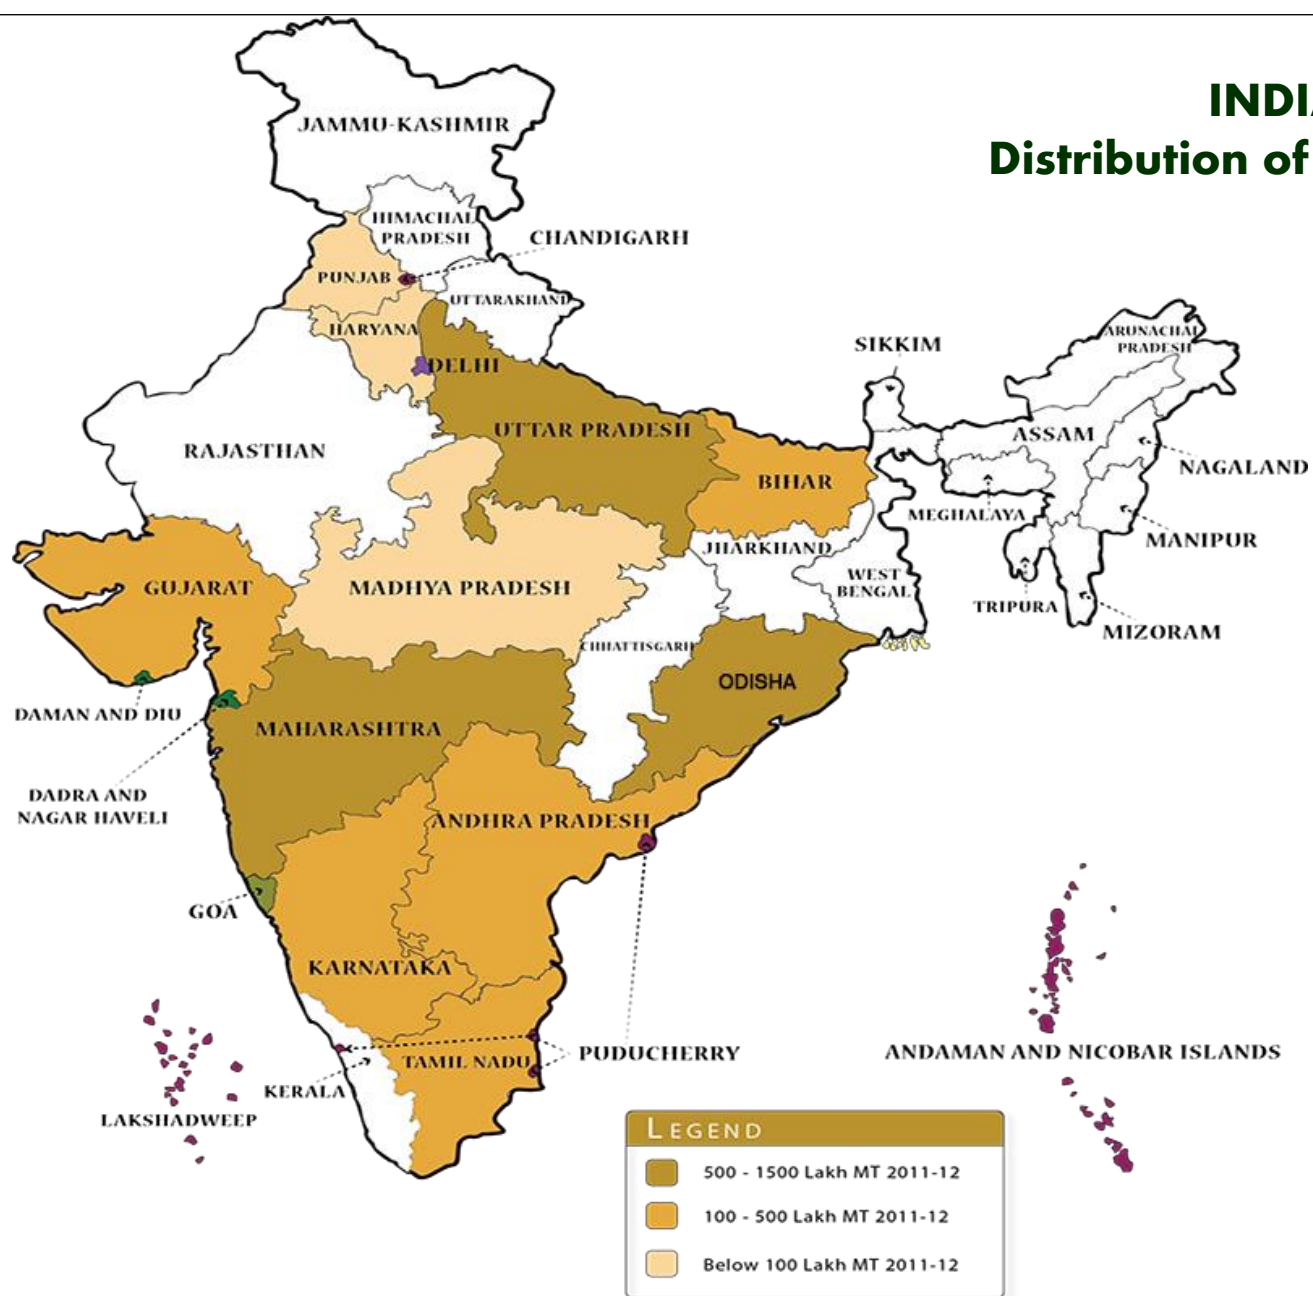 INDIA
Distribution of
JAMMU-KASHMIR
HIMACHAL
PRADESH
CHANDIGARH
PUNJAB
UTTARAKHAND
HARYANA
DELHI
SIKKIM
ARUNACHAL
PRADESH
UTTAR PRADESH
ASSAM
RAJASTHAN
NAGALAND
BIHAR
MEGHALAYA
MANIPUR
JHARKHAND
GUJARAT
MADHYA PRADESH
WEST
BENGAL
TRIPURA
MIZORAM
CHHATTISGARH
ODISHA
DAMAN AND DIU
MAHARASHTRA
DADRA AND
NAGAR HAVELI
ANDHRA PRADESH
GOA
KARNATAKA
PUDUCHERRY
ANDAMAN AND NICOBAR ISLANDS
TAMIL NADU
KERALA
LAKSHADWEEP
LEGEND
500 - 1500 Lakh MT 2011-12
100 - 500 Lakh MT 2011-12
Below 100 Lakh MT 2011-12